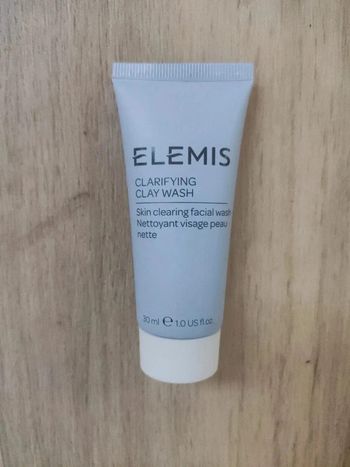 ELEMIS
CLARIFYING
CLAY WASH
Skin clearing facial wash
Nettoyant visage peau
nette
30 ml ℮ 1.0 US fl.oz.